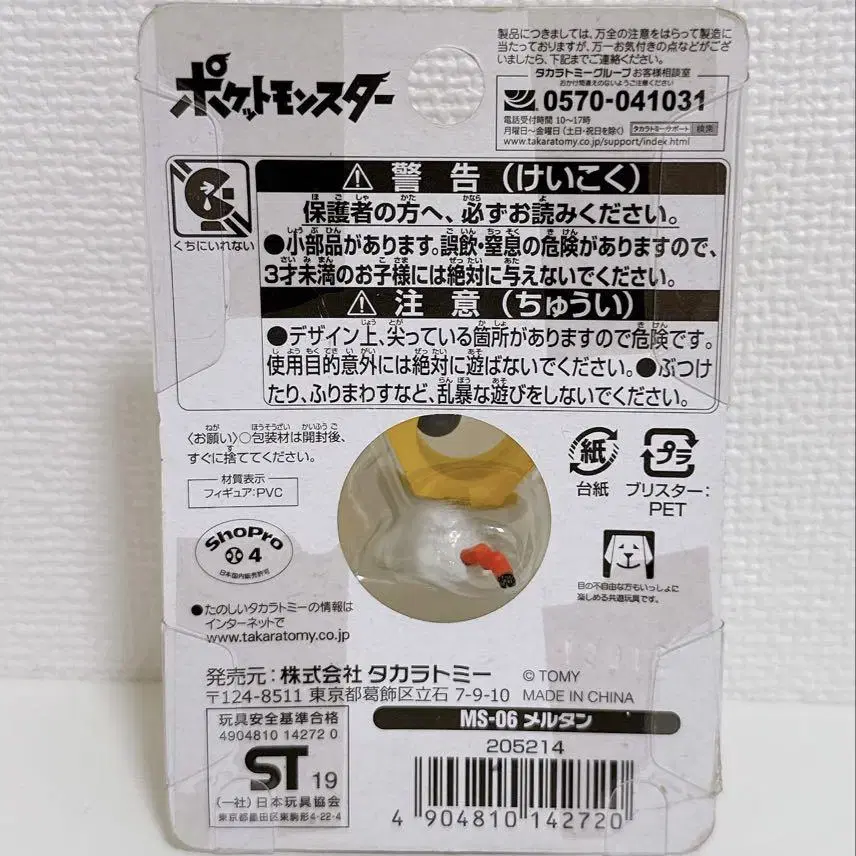 ポケットモンスター
製品につきましては、万全の注意をはらって製造に
当たっておりますが、万一お気付きの点などがござ
いましたら、下記までご連絡ください。
タカラトミーグループお客様相談室
おかけ間違えのないようご注意ください
0570-041031
電話受付時間 10〜17時
月曜日〜金曜日(土・日・祝日を除く)
タカラトミーサポート 検索
www.takaratomy.co.jp/support/index.html
くちにいれない
⚠警告(けいこく)
保護者の方へ、必ずお読みください。
●小部品があります。誤飲・窒息の危険がありますので、
3才未満のお子様には絶対に与えないでください。
⚠注意(ちゅうい)
●デザイン上、尖っている箇所がありますので危険です。
使用目的意外には絶対に遊ばないでください。●ぶつけ
たり、ふりまわすなど、乱暴な遊びをしないでください。
〈お願い〉○包装材は開封後、
すぐに捨ててください。
材質表示
フィギュア:PVC
紙
台紙
プラ
ブリスター:
PET
ShoPro
4
日本国内販売許可
目の不自由な方もいっしょに
楽しめる共遊玩具です。
●たのしいタカラトミーの情報は
インターネットで
www.takaratomy.co.jp
発売元:株式会社 タカラトミー
© TOMY
〒124-8511 東京都葛飾区立石 7-9-10
MADE IN CHINA
玩具安全基準合格
4904810 14272 0
ST 19
(一社)日本玩具協会
東京都墨田区東駒形4-22-4
MS-06 メルタン
205214
4 904810 142720